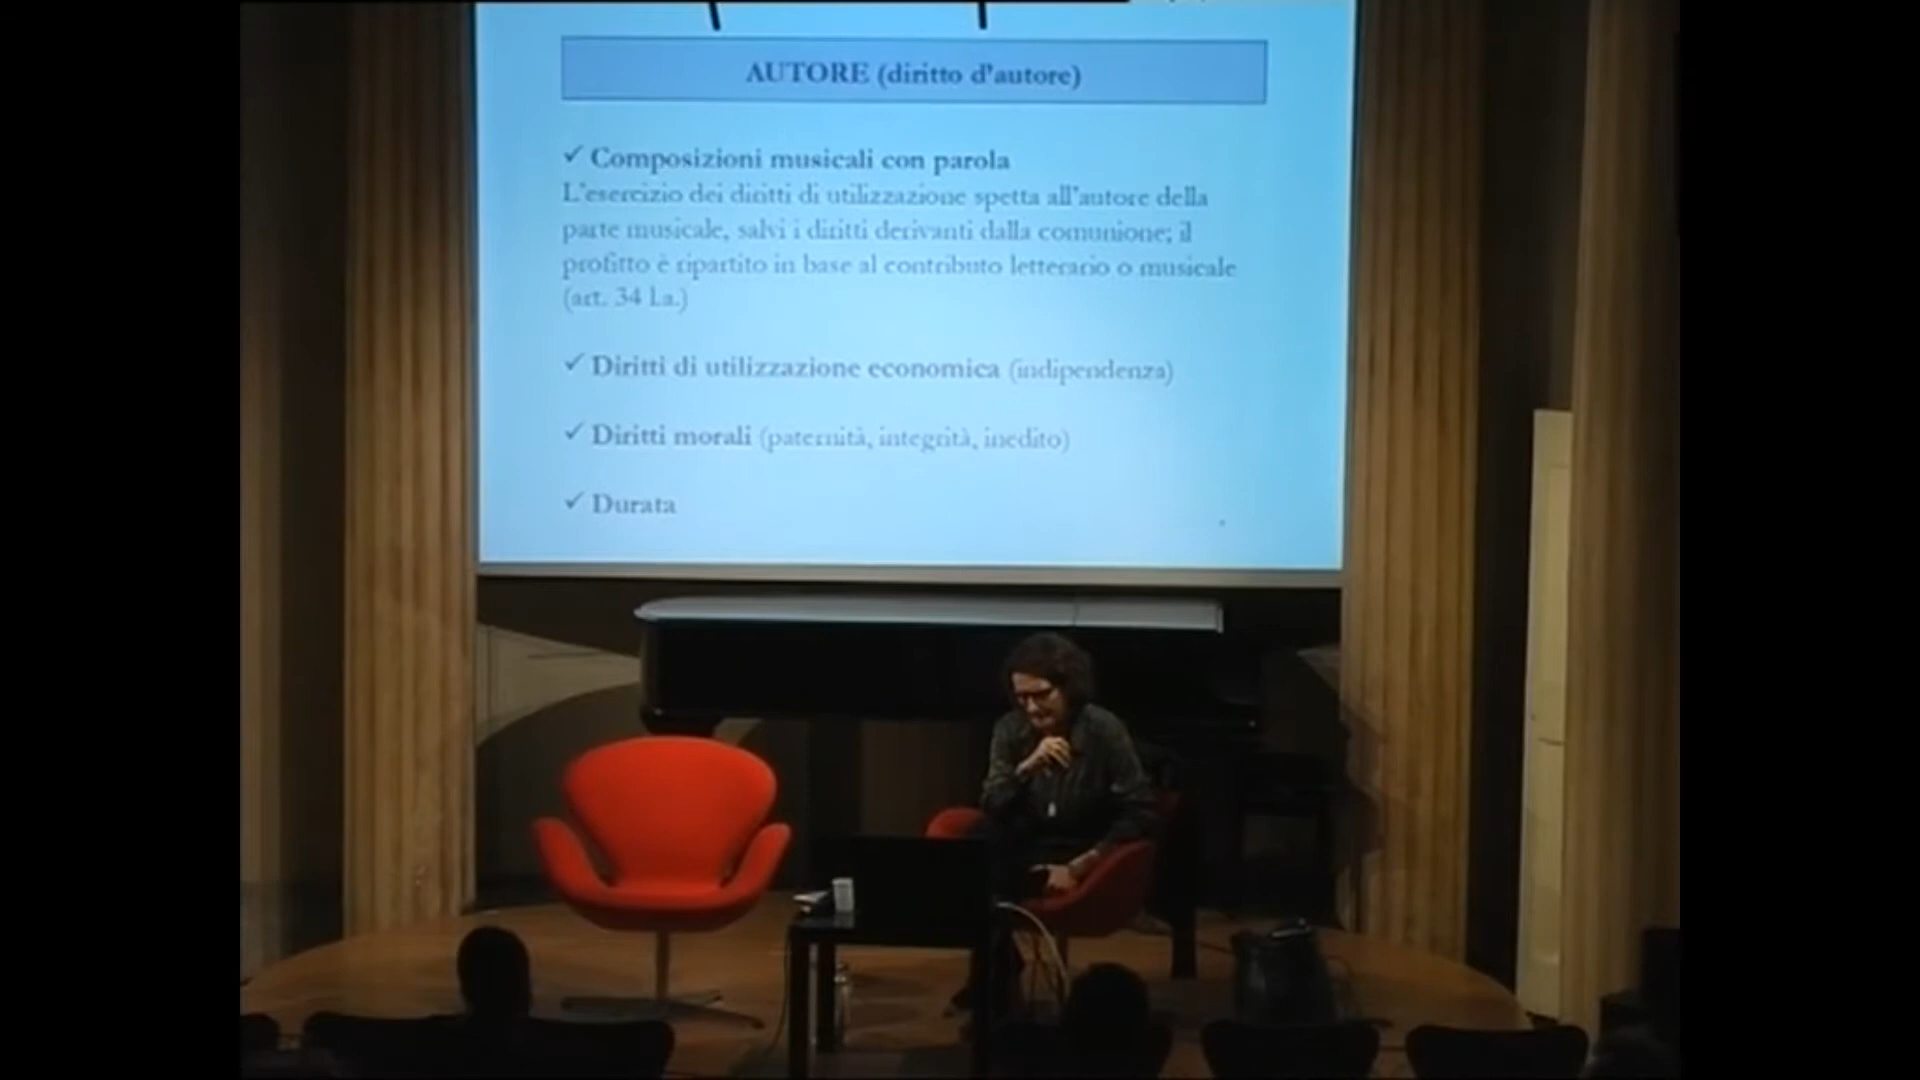 AUTORE (diritto d'autore)
✓ Composizioni musicali con parola
L'esercizio dei diritti di utilizzazione spetta all'autore della
parte musicale, salvi i diritti derivanti dalla comunione; il
profitto è ripartito in base al contributo letterario o musicale
(art. 34 l.a.)
✓ Diritti di utilizzazione economica (indipendenza)
✓ Diritti morali (paternità, integrità, inedito)
✓ Durata